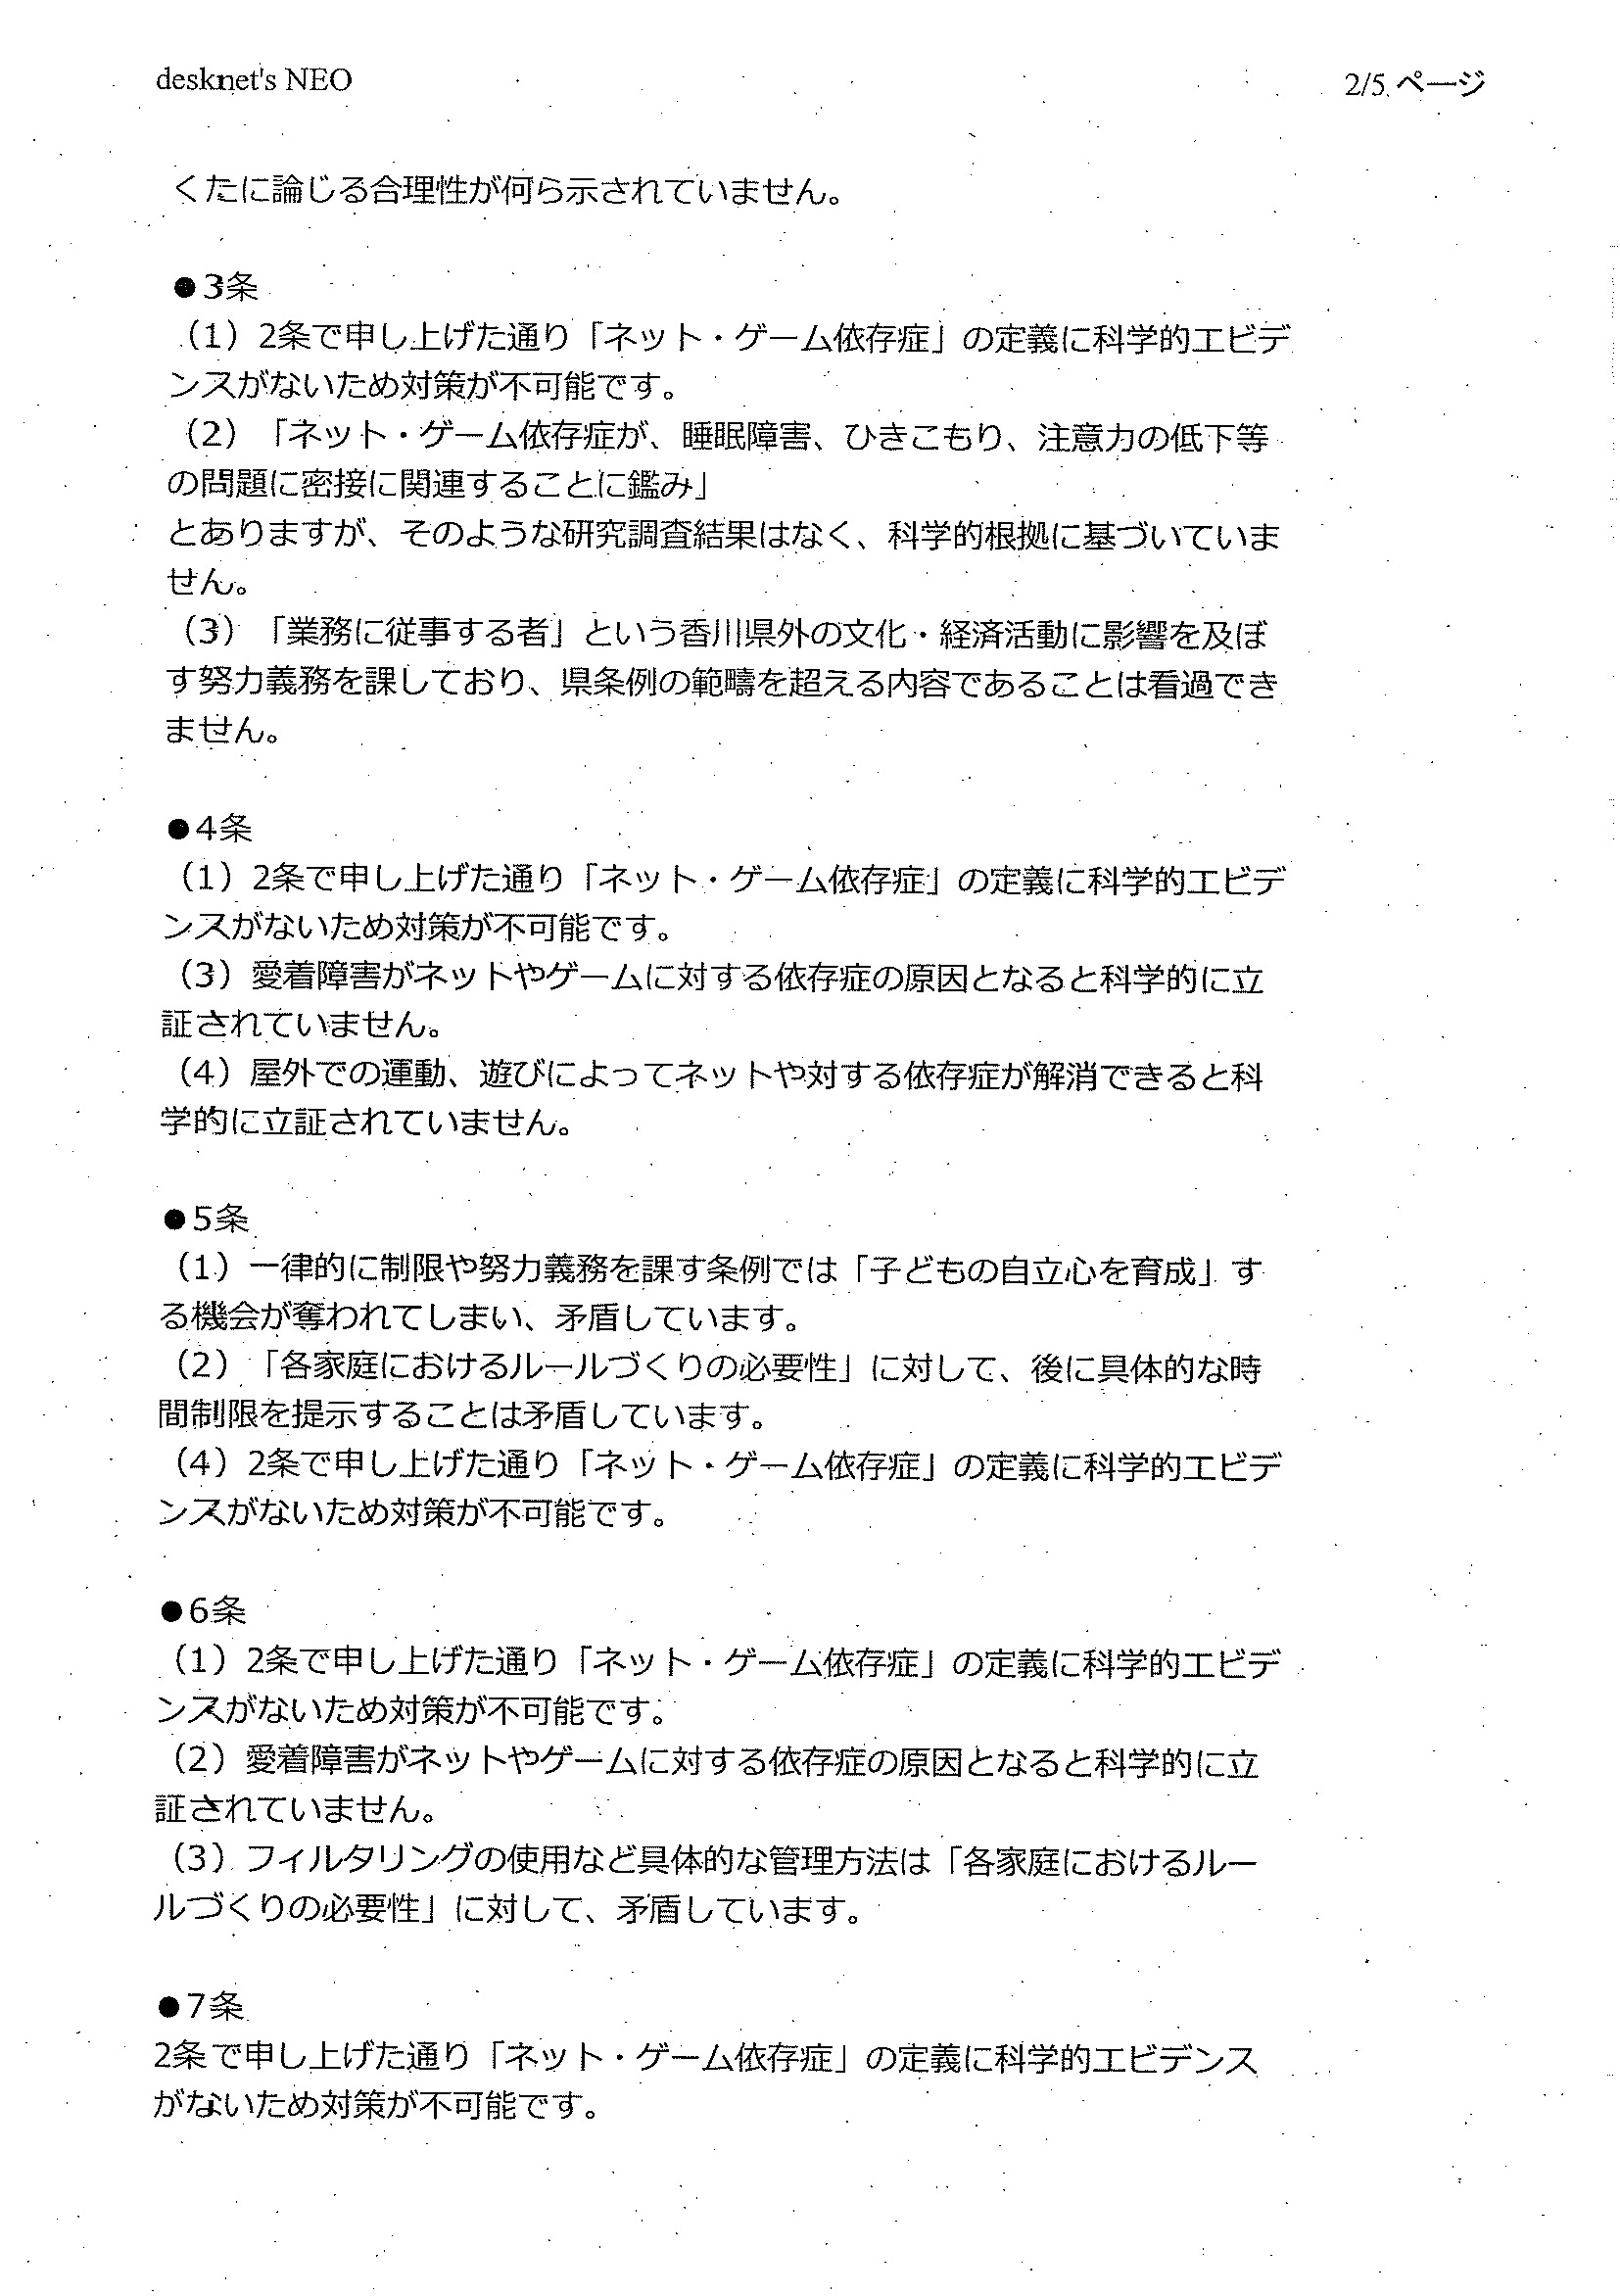 desknet's NEO
2/5 ページ
くたに論じる合理性が何ら示されていません。
●3条
（1）2条で申し上げた通り「ネット・ゲーム依存症」の定義に科学的エビデ
ンスがないため対策が不可能です。
（2）「ネット・ゲーム依存症が、睡眠障害、ひきこもり、注意力の低下等
の問題に密接に関連することに鑑み」
とありますが、そのような研究調査結果はなく、科学的根拠に基づいていま
せん。
（3）「業務に従事する者」という香川県外の文化・経済活動に影響を及ぼ
す努力義務を課しており、県条例の範疇を超える内容であることは看過でき
ません。
●4条
（1）2条で申し上げた通り「ネット・ゲーム依存症」の定義に科学的エビデ
ンスがないため対策が不可能です。
（3）愛着障害がネットやゲームに対する依存症の原因となると科学的に立
証されていません。
（4）屋外での運動、遊びによってネットや対する依存症が解消できると科
学的に立証されていません。
●5条
（1）一律的に制限や努力義務を課す条例では「子どもの自立心を育成」す
る機会が奪われてしまい、矛盾しています。
（2）「各家庭におけるルールづくりの必要性」に対して、後に具体的な時
間制限を提示することは矛盾しています。
（4）2条で申し上げた通り「ネット・ゲーム依存症」の定義に科学的エビデ
ンスがないため対策が不可能です。
●6条
（1）2条で申し上げた通り「ネット・ゲーム依存症」の定義に科学的エビデ
ンスがないため対策が不可能です。
（2）愛着障害がネットやゲームに対する依存症の原因となると科学的に立
証されていません。
（3）フィルタリングの使用など具体的な管理方法は「各家庭におけるルー
ルづくりの必要性」に対して、矛盾しています。
●7条
2条で申し上げた通り「ネット・ゲーム依存症」の定義に科学的エビデンス
がないため対策が不可能です。